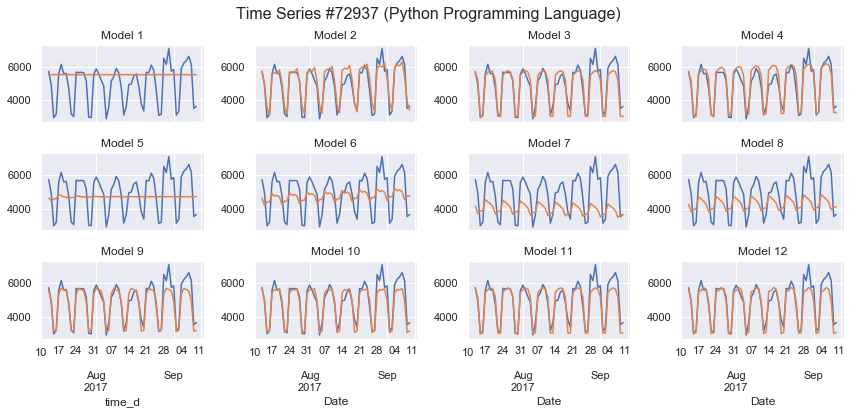 Time Series #72937 (Python Programming Language)
Model 1 Model 2 Model 3 Model 4
6000 6000 6000 6000
4000 4000 4000 4000
Model 5 Model 6 Model 7 Model 8
6000 6000 6000 6000
4000 4000 4000 4000
Model 9 Model 10 Model 11 Model 12
6000 6000 6000 6000
4000 4000 4000 4000
10 17 24 31 07 14 21 28 04 11 10 17 24 31 07 14 21 28 04 11 10 17 24 31 07 14 21 28 04 11 10 17 24 31 07 14 21 28 04 11
Aug Sep Aug Sep Aug Sep Aug Sep
2017 2017 2017 2017
time_d Date Date Date